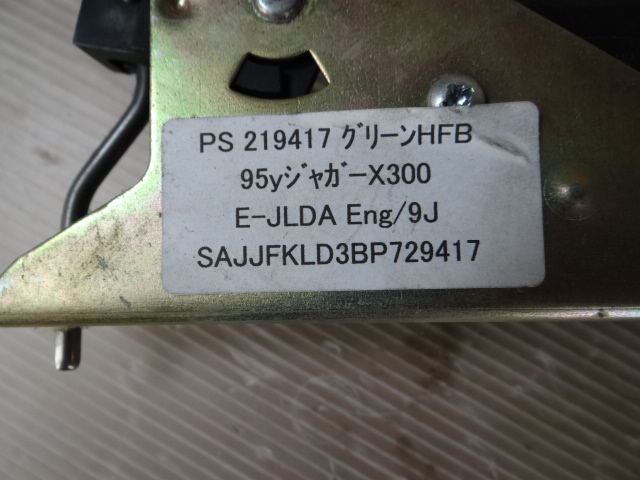 PS 219417 ｸﾞﾘｰﾝHFB
95yｼﾞｬｶﾞｰX300
E-JLDA Eng/9J
SAJJFKLD3BP729417